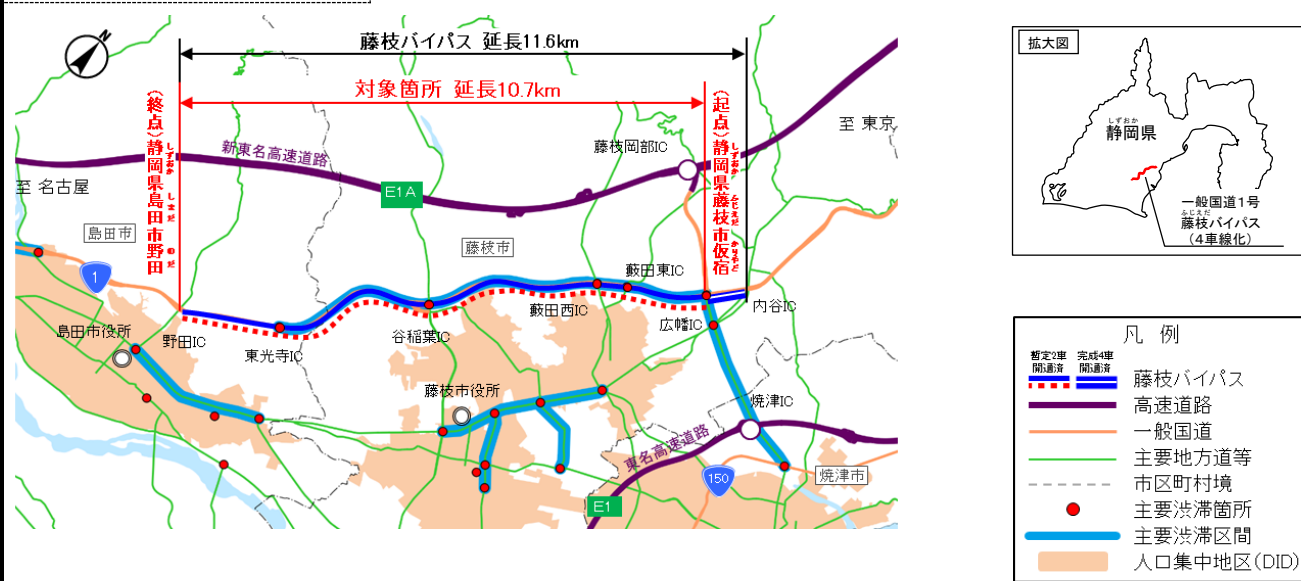 N
藤枝バイパス 延長11.6km
対象箇所 延長10.7km
(終点)静岡県島田市野田
しずおか しまだ のだ
(起点)静岡県藤枝市仮宿
しずおか ふじえだ かりやど
至 東京
新東名高速道路
藤枝岡部IC
至 名古屋
E1A
島田市
藤枝市
1
藪田東IC
藪田西IC
内谷IC
広幡IC
島田市役所
野田IC
東光寺IC
谷稲葉IC
藤枝市役所
焼津IC
東名高速道路
150
焼津市
E1
拡大図
しずおか
静岡県
一般国道1号
ふじえだ
藤枝バイパス
(4車線化)
凡 例
暫定2車 完成4車
開通済 開通済
藤枝バイパス
高速道路
一般国道
主要地方道等
市区町村境
主要渋滞箇所
主要渋滞区間
人口集中地区(DID)